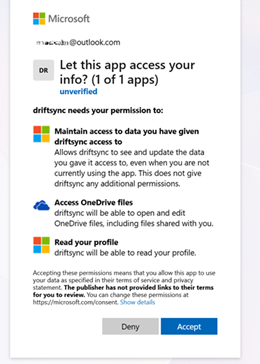 Microsoft
@outlook.com
DR
Let this app access your
info? (1 of 1 apps)
unverified
driftsync needs your permission to:
Maintain access to data you have given
driftsync access to
Allows driftsync to see and update the data
you gave it access to, even when you are not
currently using the app. This does not give
driftsync any additional permissions.
Access OneDrive files
driftsync will be able to open and edit
OneDrive files, including files shared with you.
Read your profile
driftsync will be able to read your profile.
Accepting these permissions means that you allow this app to use
your data as specified in their terms of service and privacy
statement. The publisher has not provided links to their terms
for you to review. You can change these permissions at
https://microsoft.com/consent. Show details
Deny
Accept